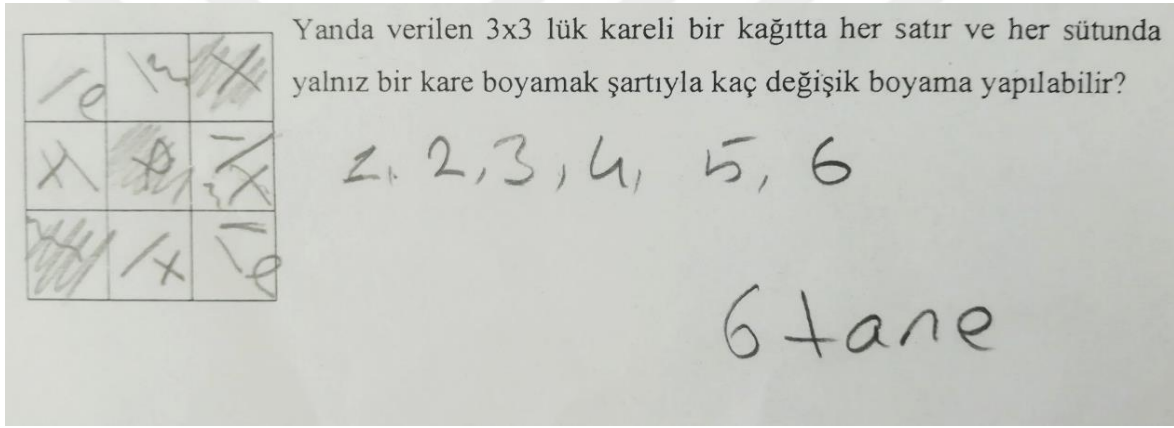 Yanda verilen 3x3 lük kareli bir kağıtta her satır ve her sütunda
yalnız bir kare boyamak şartıyla kaç değişik boyama yapılabilir?
1. 2, 3, 4, 5, 6
6 tane